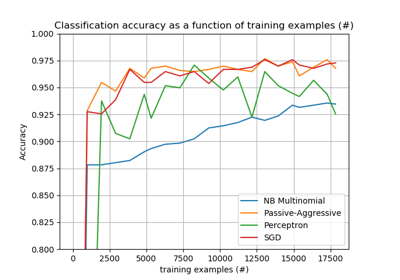 Classification accuracy as a function of training examples (#)
1.000
0.975
0.950
0.925
0.900
0.875
0.850
0.825
0.800
Accuracy
NB Multinomial
Passive-Aggressive
Perceptron
SGD
0 2500 5000 7500 10000 12500 15000 17500
training examples (#)